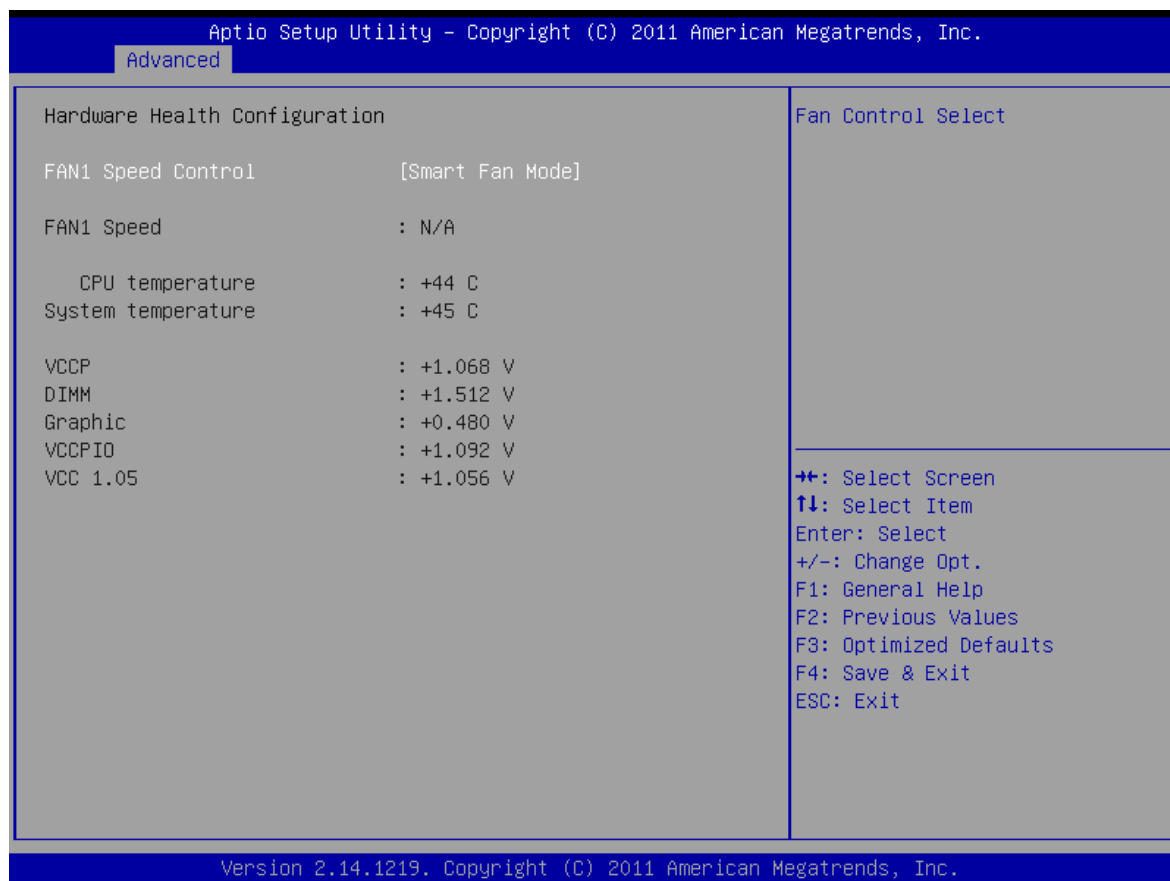 Aptio Setup Utility – Copyright (C) 2011 American Megatrends, Inc.
Advanced
Hardware Health Configuration
FAN1 Speed Control [Smart Fan Mode]
FAN1 Speed : N/A
CPU temperature : +44 C
System temperature : +45 C
VCCP : +1.068 V
DIMM : +1.512 V
Graphic : +0.480 V
VCCPIO : +1.092 V
VCC 1.05 : +1.056 V
Fan Control Select
→←: Select Screen
↑↓: Select Item
Enter: Select
+/-: Change Opt.
F1: General Help
F2: Previous Values
F3: Optimized Defaults
F4: Save & Exit
ESC: Exit
Version 2.14.1219. Copyright (C) 2011 American Megatrends, Inc.